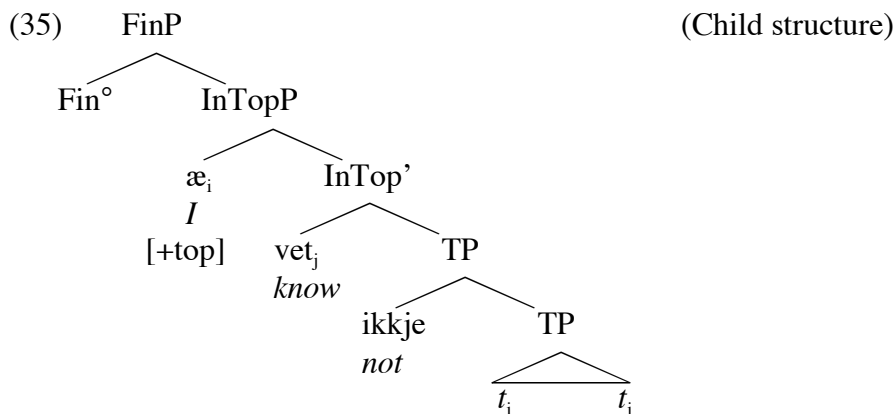 (35) FinP (Child structure)
Fin° InTopP
æi InTop’
I
[+top] vetj TP
know
ikkje TP
not
ti tj